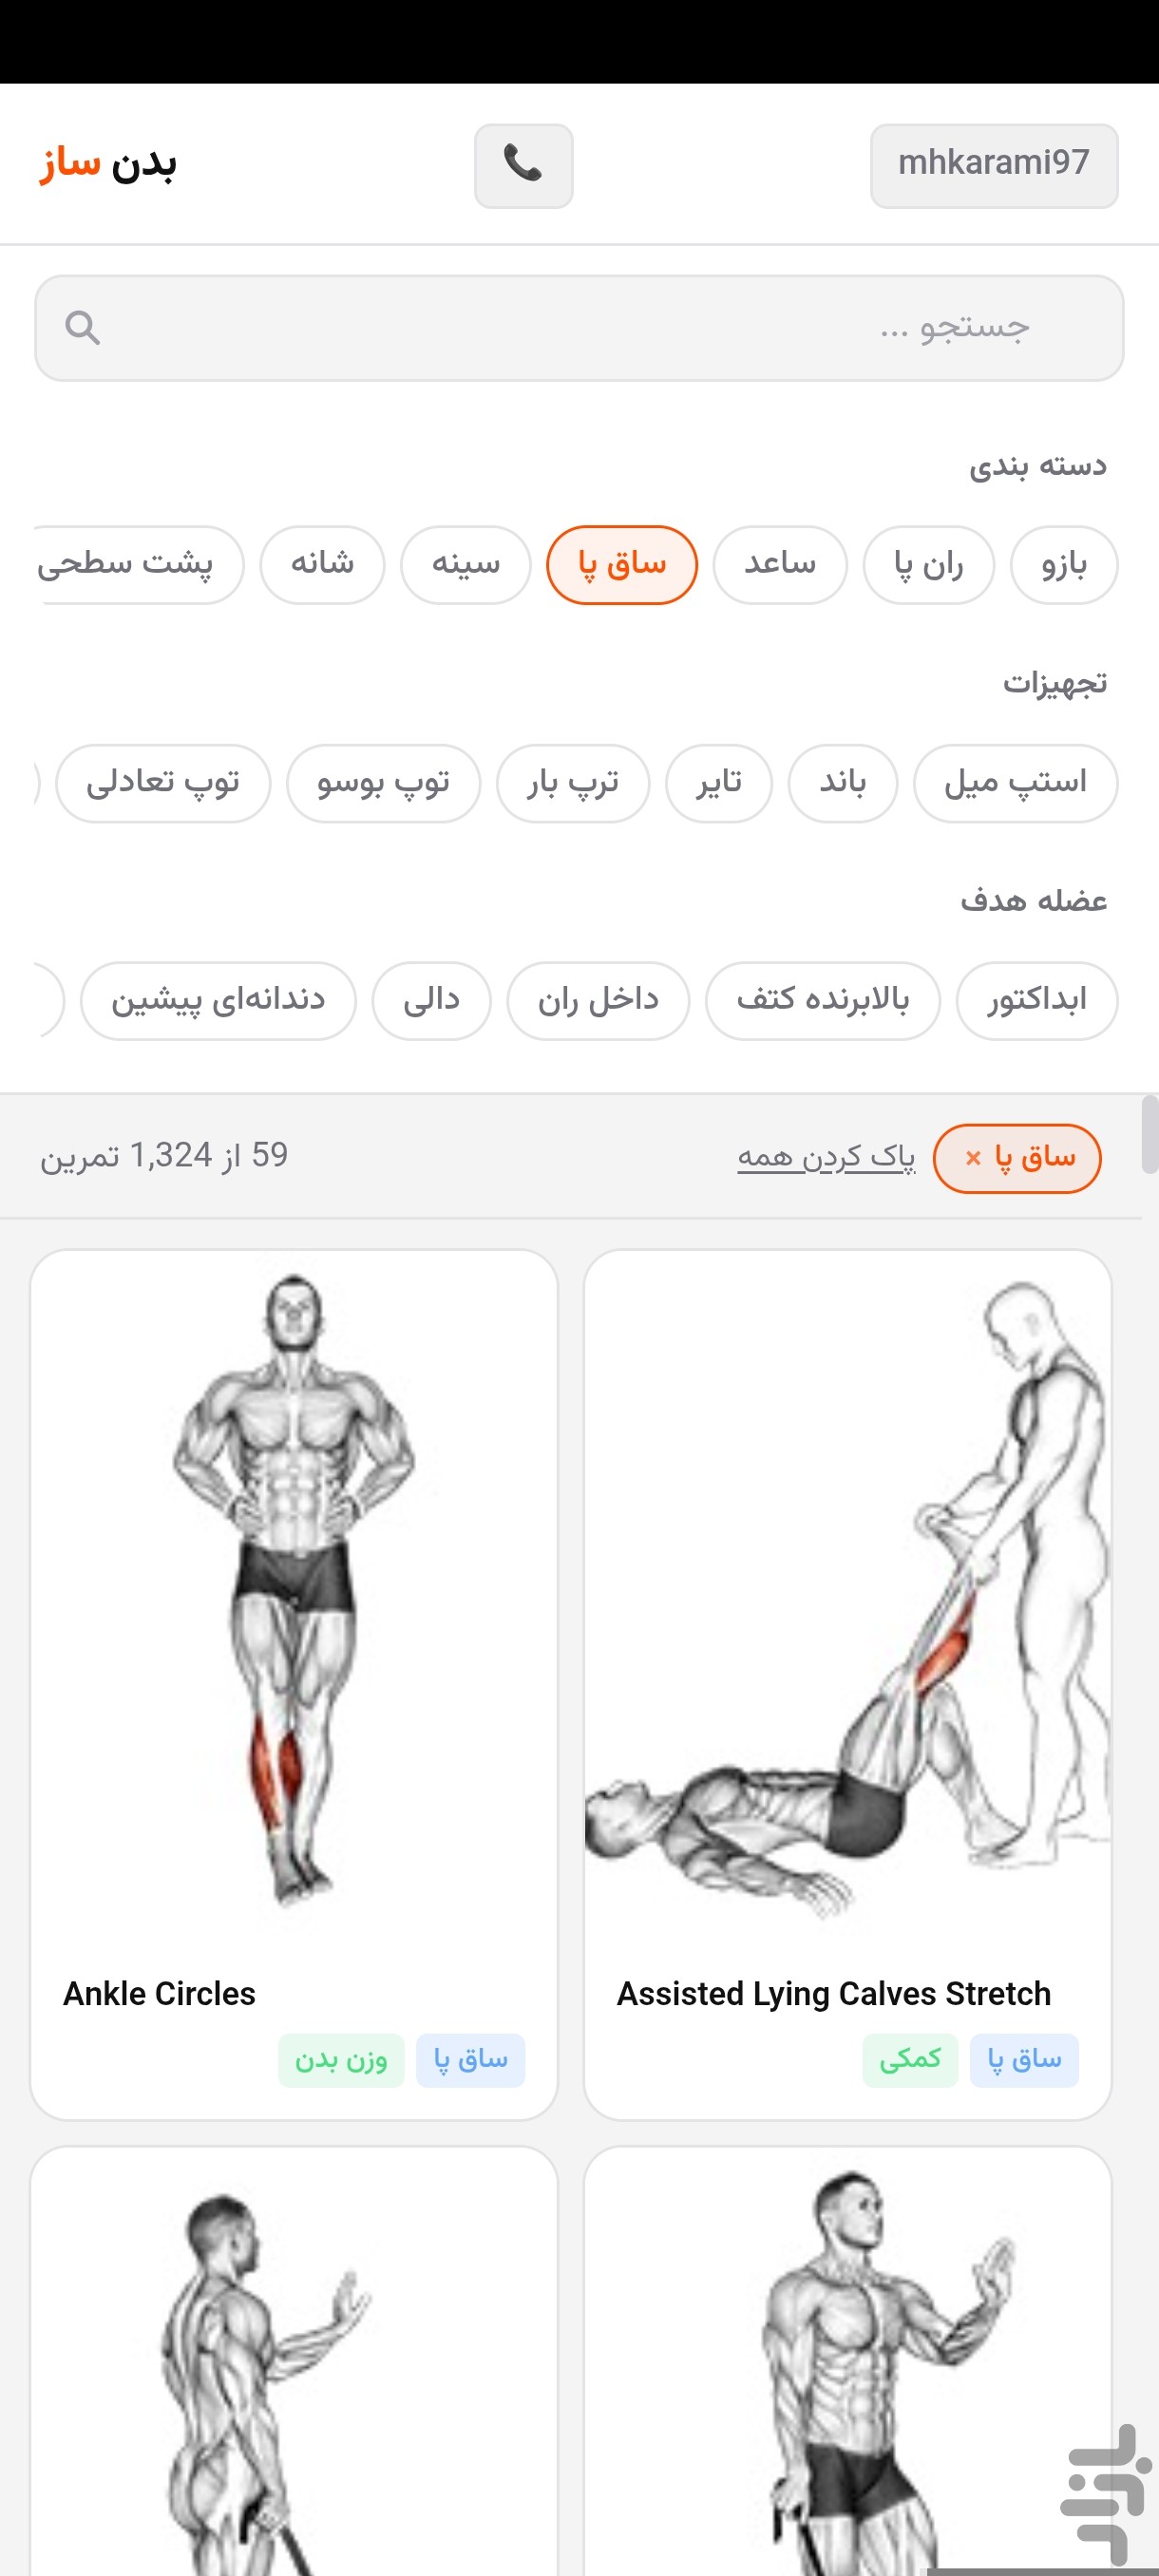 بدن ساز
mhkarami97
جستجو ...
دسته بندی
بازو ران پا ساعد ساق پا سینه شانه پشت سطحی
تجهیزات
استپ میل باند تایر ترپ بار توپ بوسو توپ تعادلی
عضله هدف
ابداکتور بالابرنده کتف داخل ران دالی دندانه‌ای پیشین
ساق پا × پاک کردن همه 59 از 1,324 تمرین
Assisted Lying Calves Stretch
ساق پا کمکی
Ankle Circles
ساق پا وزن بدن